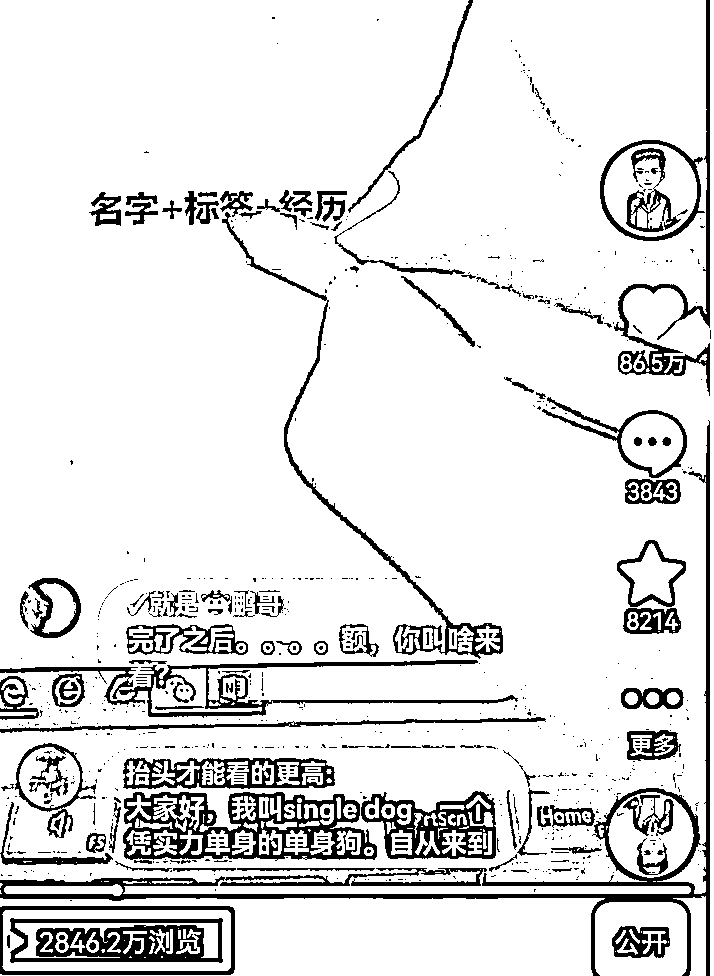 名字+标签+经历
86.5万
3843
✓就是😷鹏哥
完了之后。。。。额，你叫啥来
着?
8214
更多
抬头才能看的更高:
大家好，我叫single dog，一个
凭实力单身的单身狗。自从来到
PrtScn
Home
F5
2846.2万浏览
公开